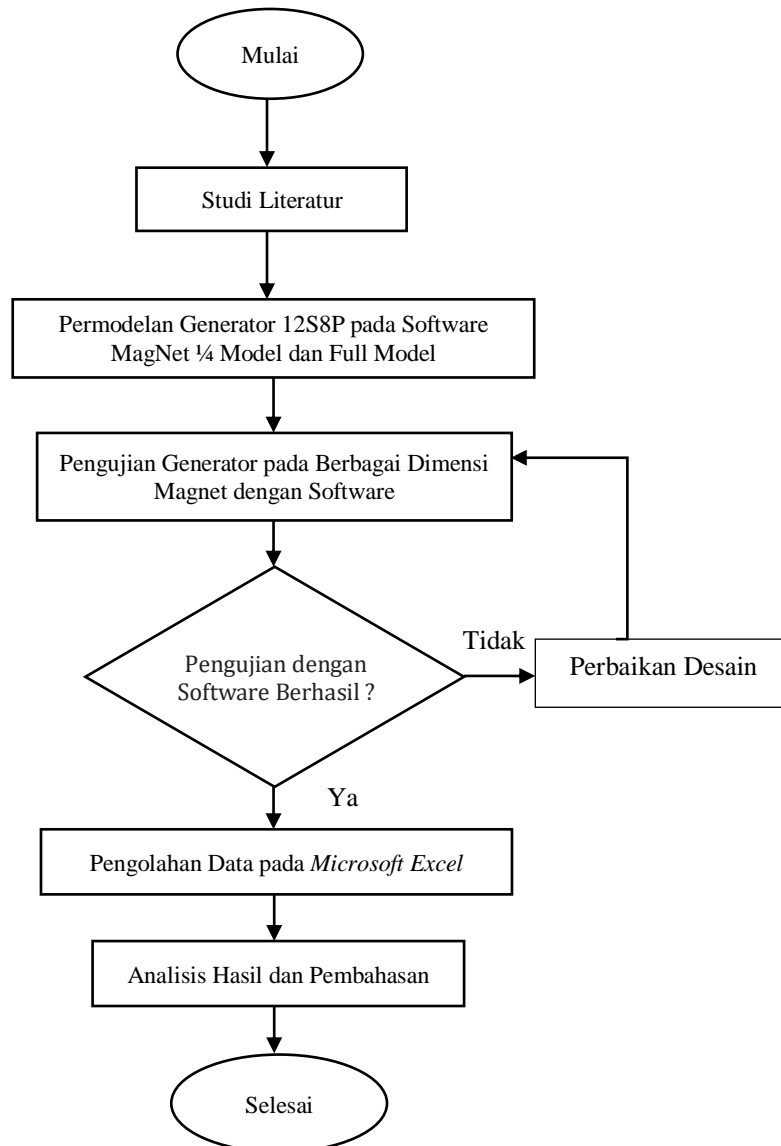 Mulai
Studi Literatur
Permodelan Generator 12S8P pada Software
MagNet ¼ Model dan Full Model
Pengujian Generator pada Berbagai Dimensi
Magnet dengan Software
Pengujian dengan
Software Berhasil ?
Tidak
Perbaikan Desain
Ya
Pengolahan Data pada Microsoft Excel
Analisis Hasil dan Pembahasan
Selesai